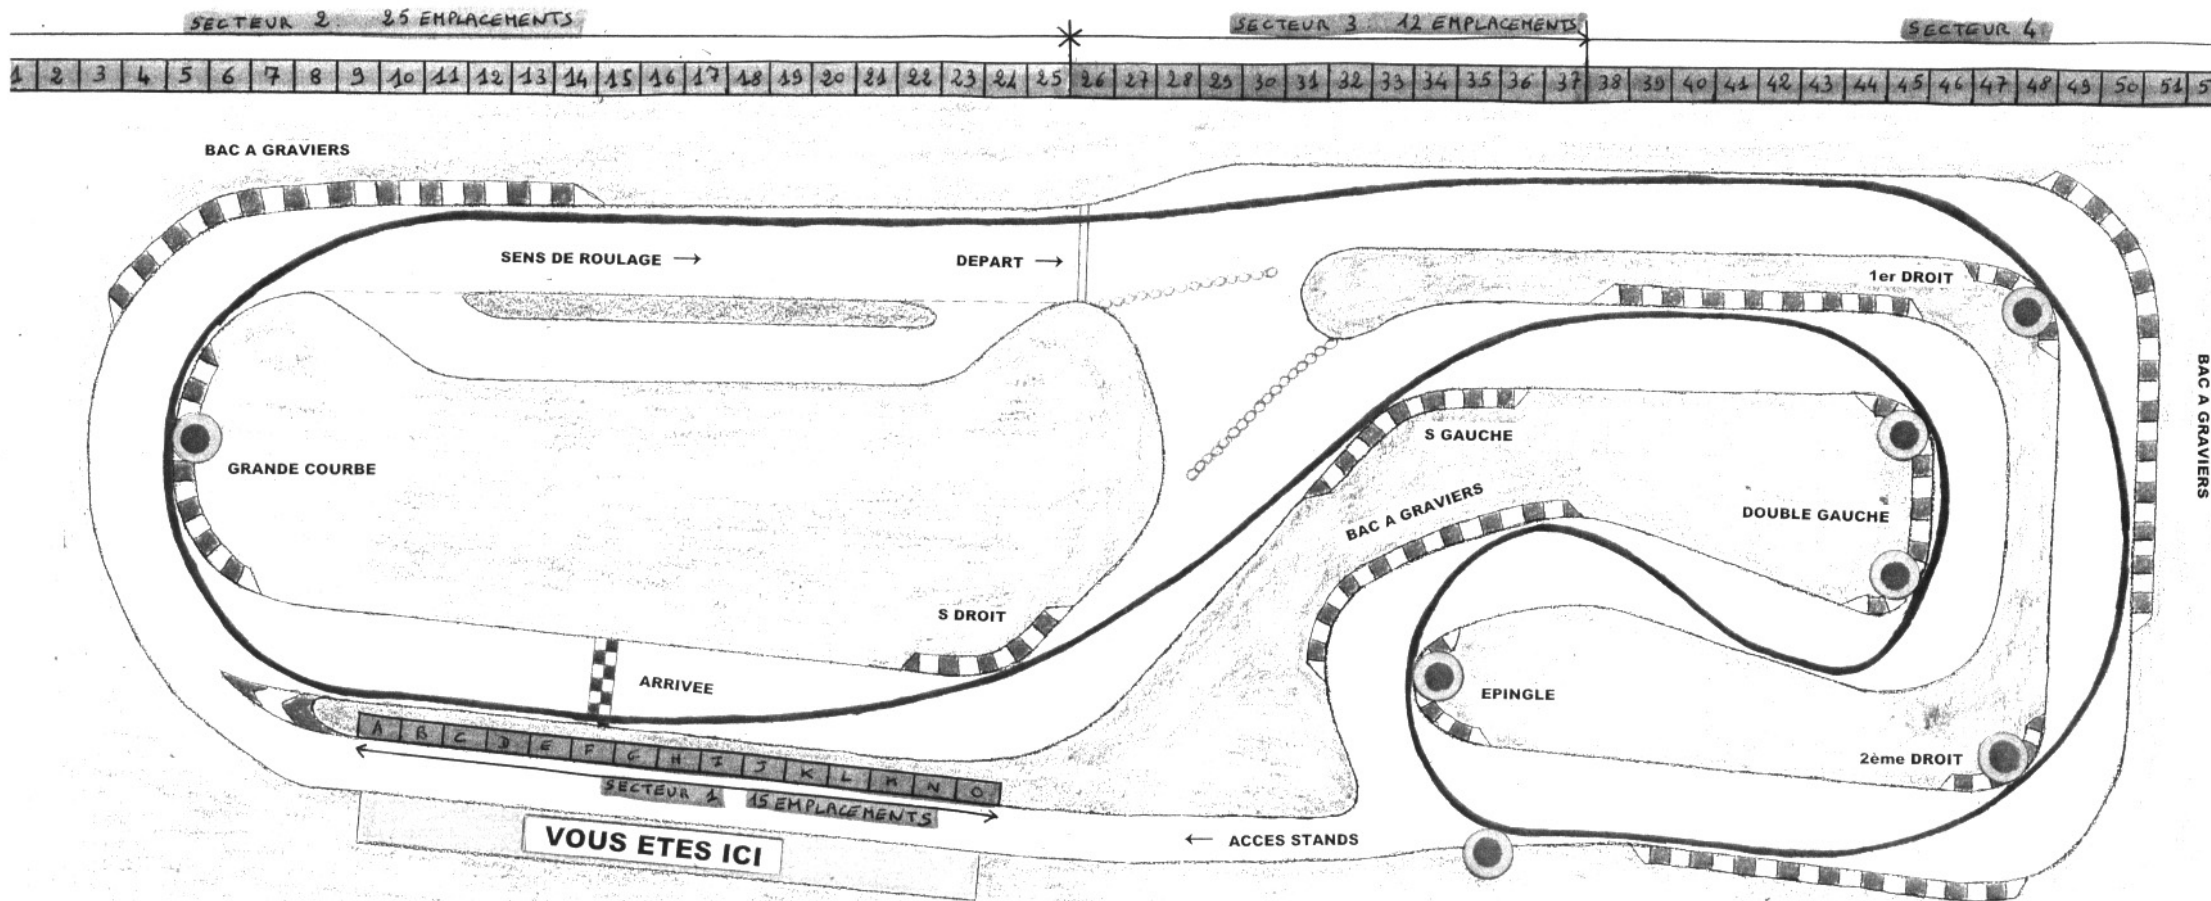 SECTEUR 2. 25 EMPLACEMENTS
SECTEUR 3 12 EMPLACEMENTS
SECTEUR 4
1 2 3 4 5 6 7 8 9 10 11 12 13 14 15 16 17 18 19 20 21 22 23 24 25 26 27 28 29 30 31 32 33 34 35 36 37 38 39 40 41 42 43 44 45 46 47 48 49 50 51
BAC A GRAVIERS
SENS DE ROULAGE →
DEPART →
1er DROIT
BAC A GRAVIERS
S GAUCHE
GRANDE COURBE
BAC A GRAVIERS
DOUBLE GAUCHE
S DROIT
ARRIVEE
EPINGLE
2ème DROIT
A B C D E F G H I J K L M N O
SECTEUR 1 15 EMPLACEMENTS
VOUS ETES ICI
← ACCES STANDS